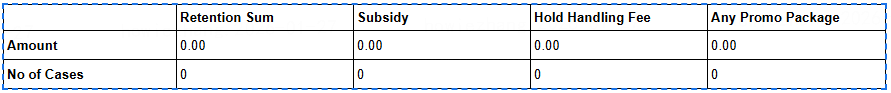 Retention Sum Subsidy Hold Handling Fee Any Promo Package
Amount 0.00 0.00 0.00 0.00
No of Cases 0 0 0 0